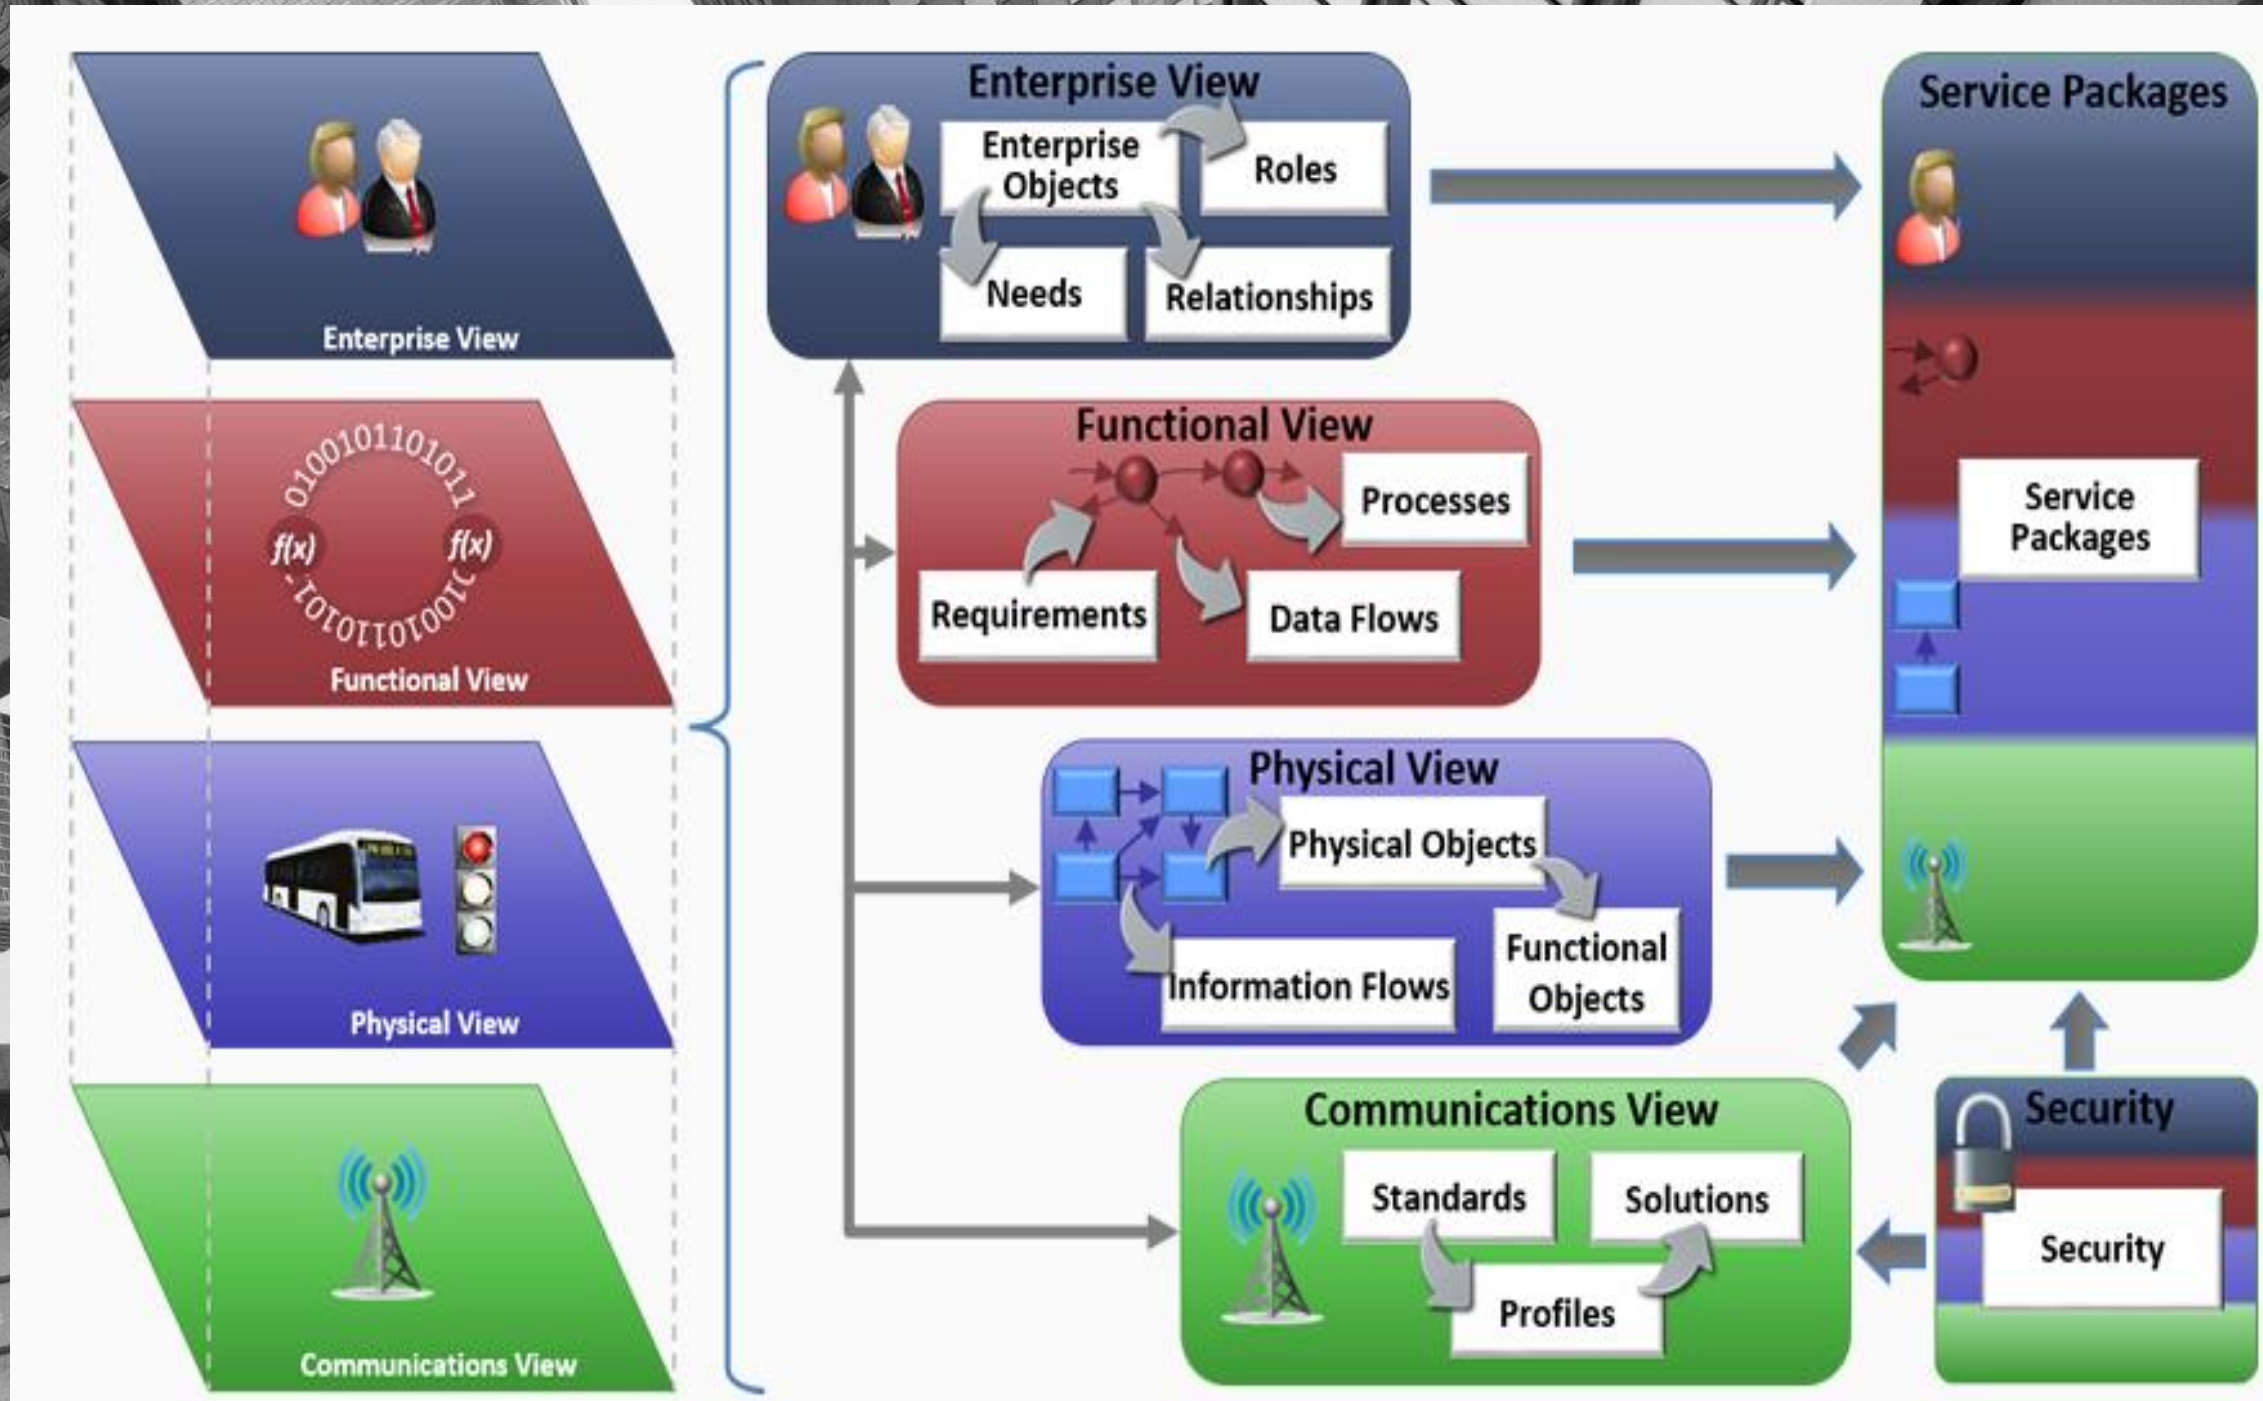 Enterprise View
f(x)
f(x)
Functional View
Physical View
Communications View
Enterprise View
Enterprise
Objects
Roles
Needs
Relationships
Functional View
Processes
Requirements
Data Flows
Physical View
Physical Objects
Information Flows
Functional
Objects
Communications View
Standards
Solutions
Profiles
Service Packages
Service
Packages
Security
Security